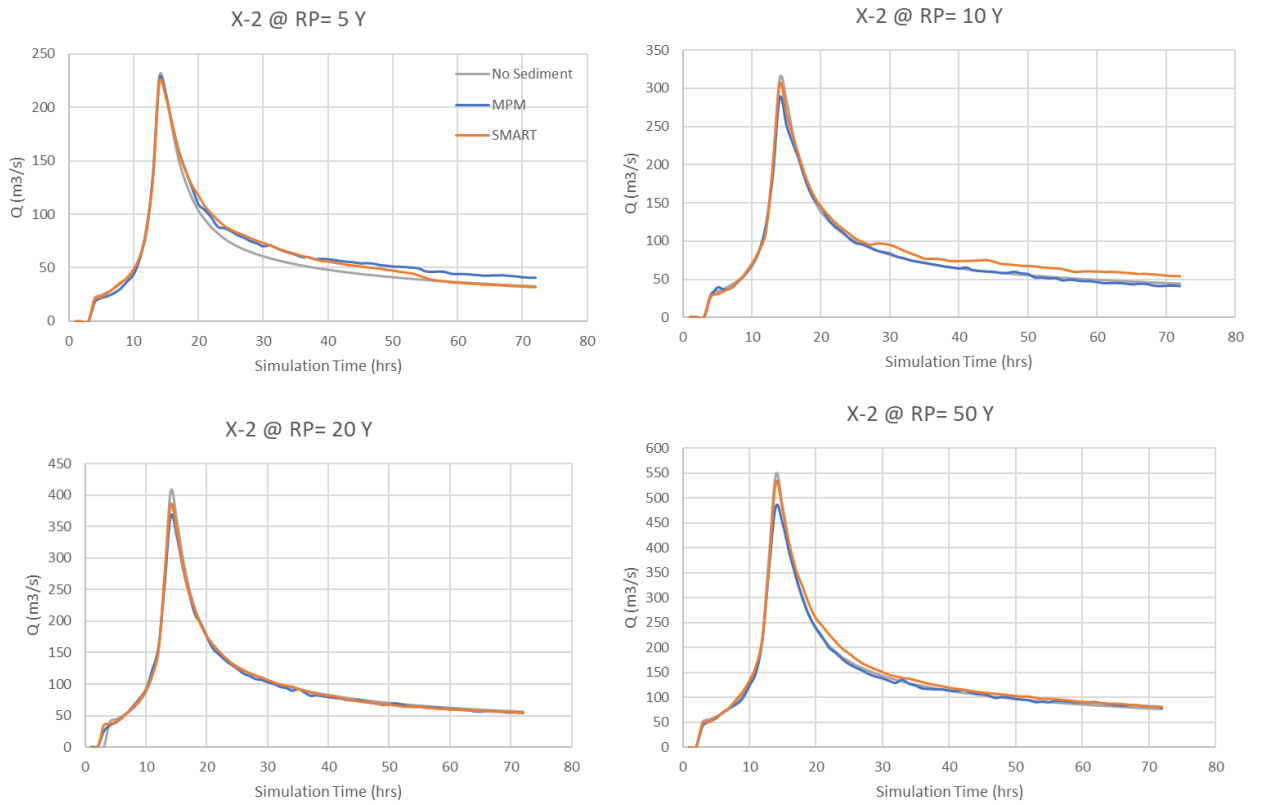 X-2 @ RP= 5 Y
250
200
150
100
50
0
Q (m3/s)
0 10 20 30 40 50 60 70 80
Simulation Time (hrs)
No Sediment
MPM
SMART
X-2 @ RP= 10 Y
350
300
250
200
150
100
50
0
Q (m3/s)
0 10 20 30 40 50 60 70 80
Simulation Time (hrs)
X-2 @ RP= 20 Y
450
400
350
300
250
200
150
100
50
0
Q (m3/s)
0 10 20 30 40 50 60 70 80
Simulation Time (hrs)
X-2 @ RP= 50 Y
600
550
500
450
400
350
300
250
200
150
100
50
0
Q (m3/s)
0 10 20 30 40 50 60 70 80
Simulation Time (hrs)